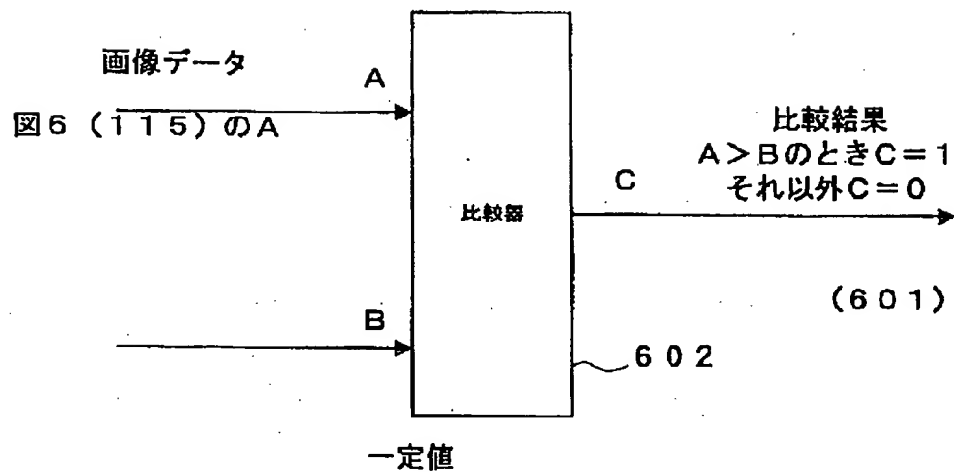 画像データ
A
図6（115）のA
比較結果
A＞BのときC＝1
それ以外C＝0
C
比較器
(601)
B
602
一定値